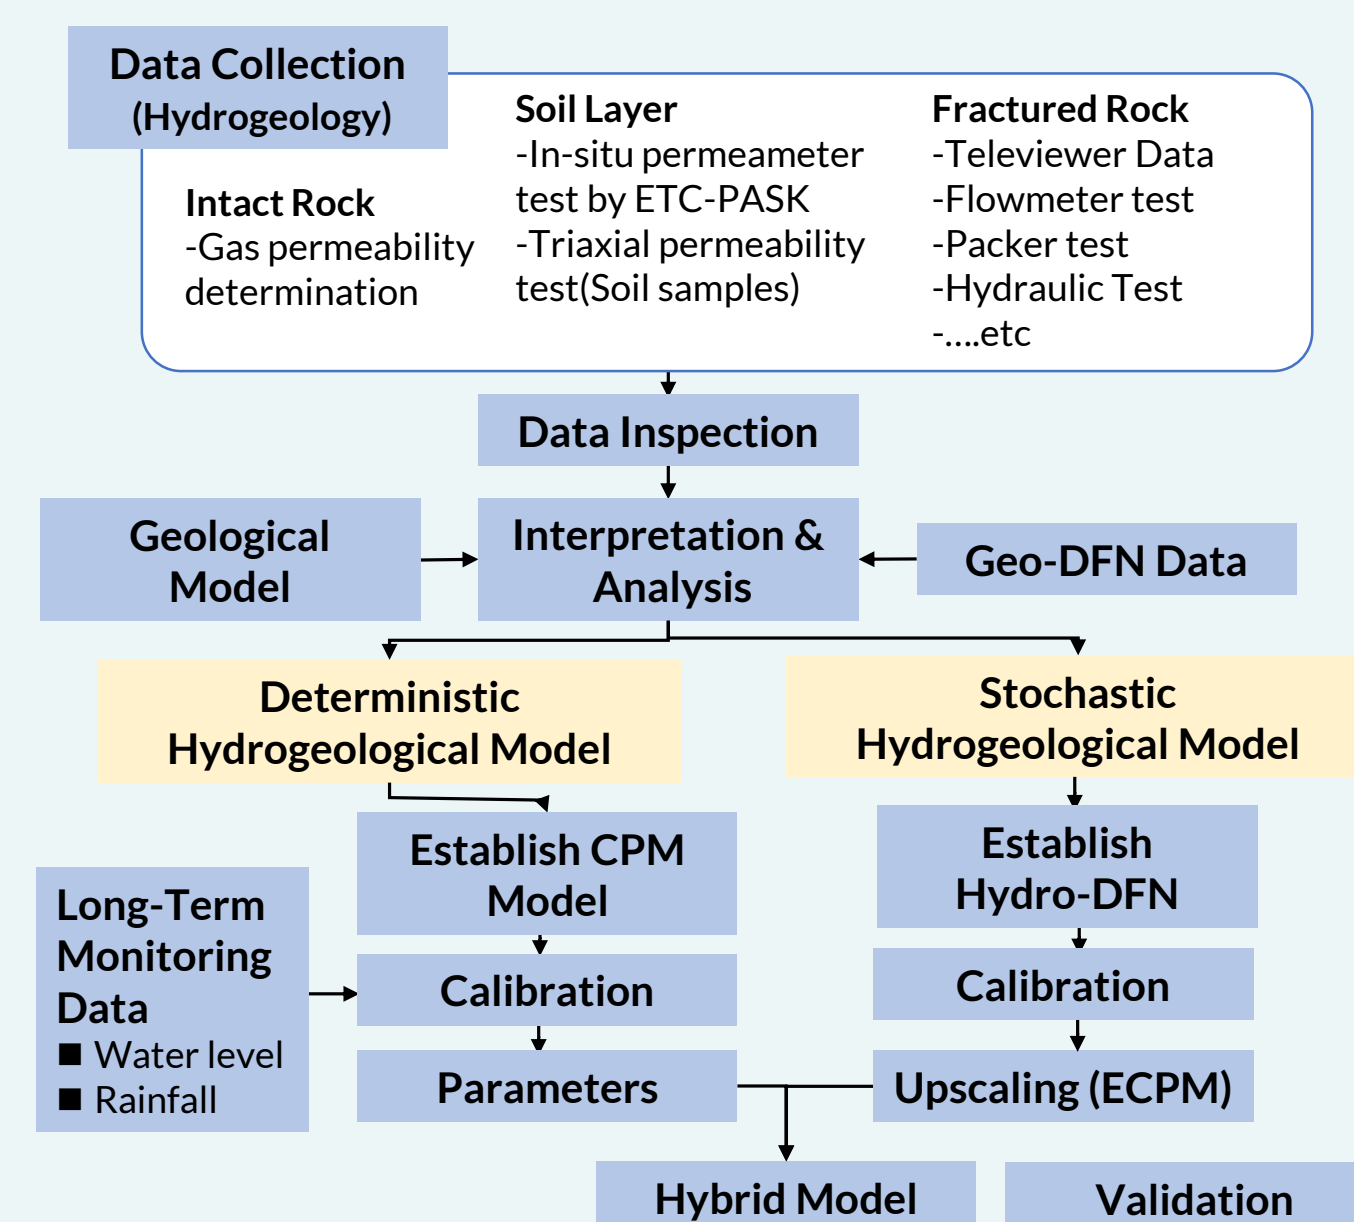 Data Collection
(Hydrogeology)
Intact Rock
-Gas permeability
determination
Soil Layer
-In-situ permeameter
test by ETC-PASK
-Triaxial permeability
test(Soil samples)
Fractured Rock
-Televiewer Data
-Flowmeter test
-Packer test
-Hydraulic Test
-....etc
Data Inspection
Geological
Model
Interpretation &
Analysis
Geo-DFN Data
Deterministic
Hydrogeological Model
Stochastic
Hydrogeological Model
Establish CPM
Model
Establish
Hydro-DFN
Long-Term
Monitoring
Data
■ Water level
■ Rainfall
Calibration
Calibration
Parameters
Upscaling (ECPM)
Hybrid Model
Validation